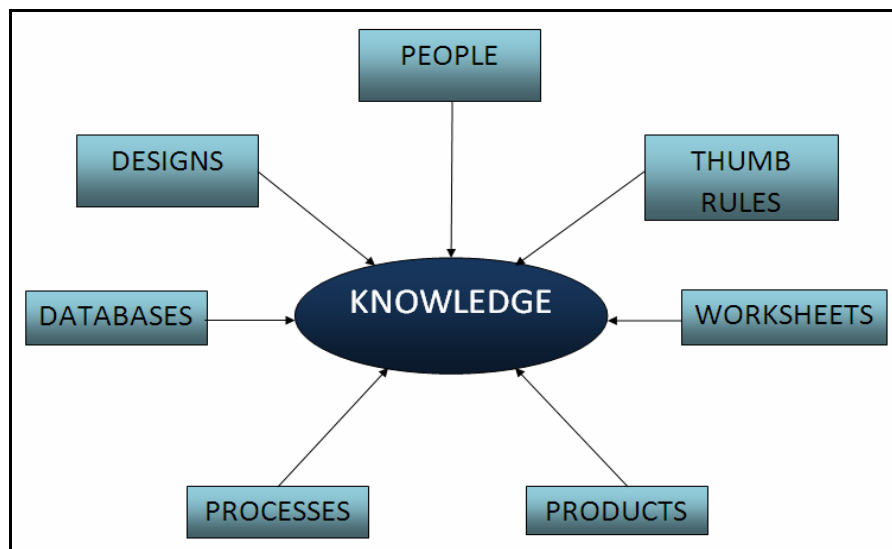 PEOPLE
DESIGNS
THUMB
RULES
DATABASES
KNOWLEDGE
WORKSHEETS
PROCESSES
PRODUCTS